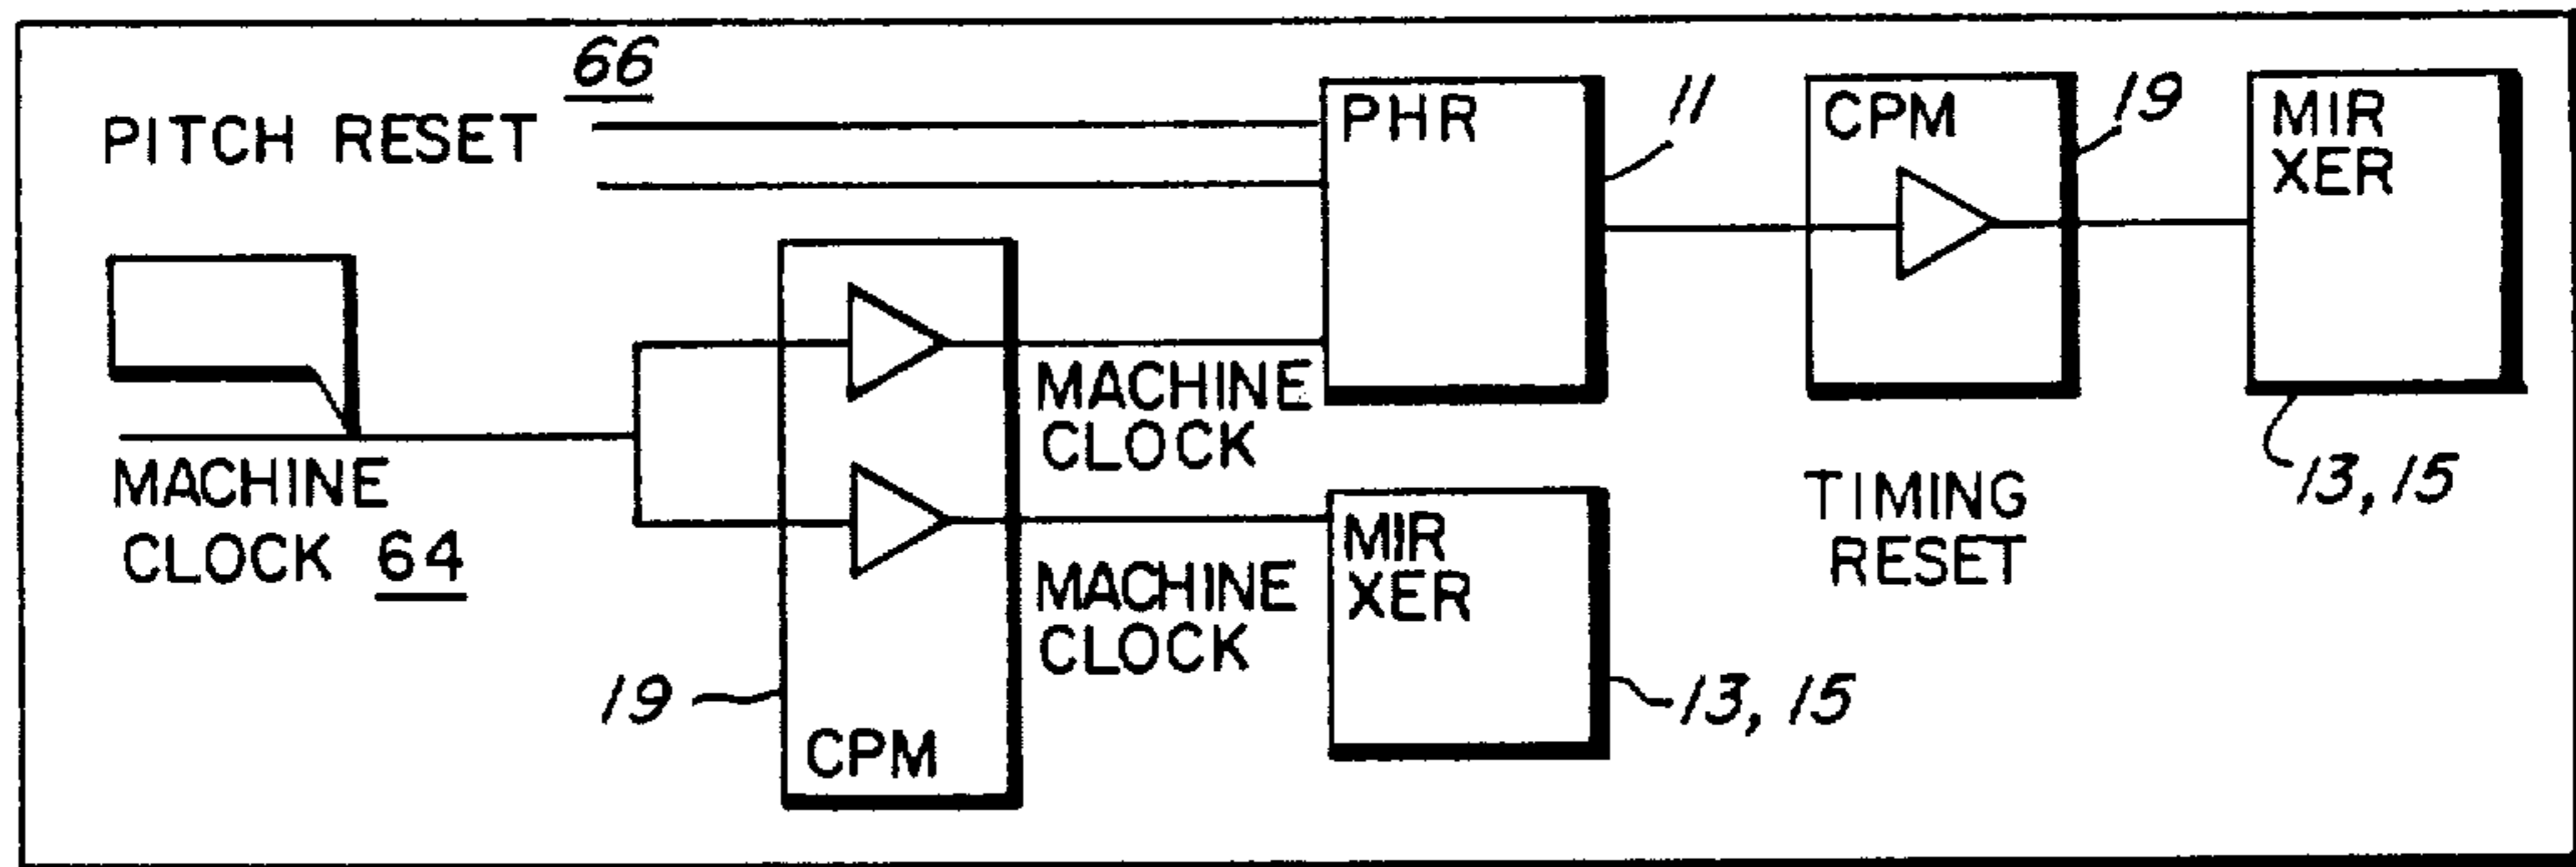 66
PITCH RESET
PHR
11
CPM
19
MIR
XER
13, 15
MACHINE
CLOCK 64
MACHINE
CLOCK
TIMING
RESET
MIR
XER
MACHINE
CLOCK
13, 15
19
CPM